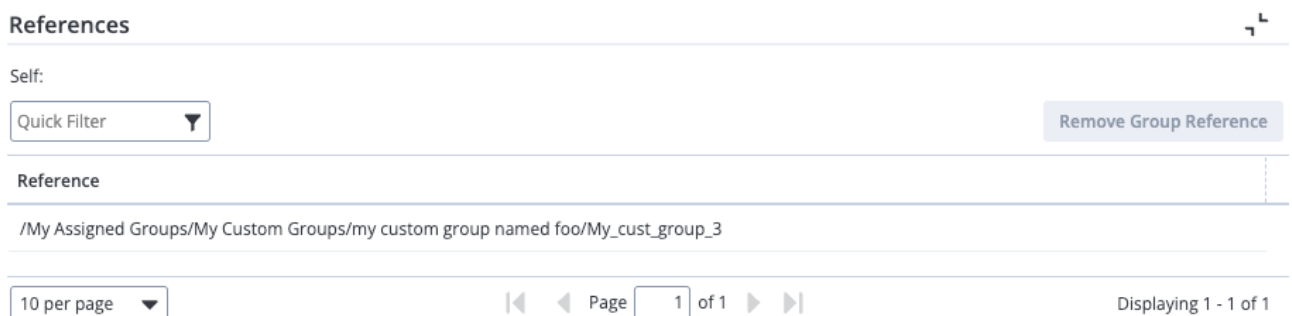 References
Self:
Quick Filter
Remove Group Reference
Reference
/My Assigned Groups/My Custom Groups/my custom group named foo/My_cust_group_3
10 per page
Page 1 of 1
Displaying 1 - 1 of 1